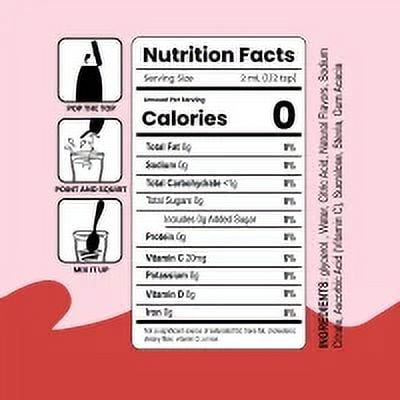 POP THE TOP
POINT AND SQUIRT
MIX IT UP
Nutrition Facts
Serving Size 2 mL (1/2 tsp)
Amount Per Serving
Calories 0
Total Fat 0g 0%
Sodium 0g 0%
Total Carbohydrate <1g 0%
Total Sugars 0g 0%
Includes 0g Added Sugar 0%
Protein 0g 0%
Vitamin C 20mg 0%
Potassium 0g 0%
Vitamin D 0g 0%
Iron 0g 0%
Not a significant source of saturated fat, trans fat, cholesterol,
dietary fiber, vitamin D,
INGREDIENTS: glycerol, Water, Citric Acid, Natural Flavors, Sodium
Citrate, Ascorbic Acid (Vitamin C), Sucralose, Stevia, Gum Acacia